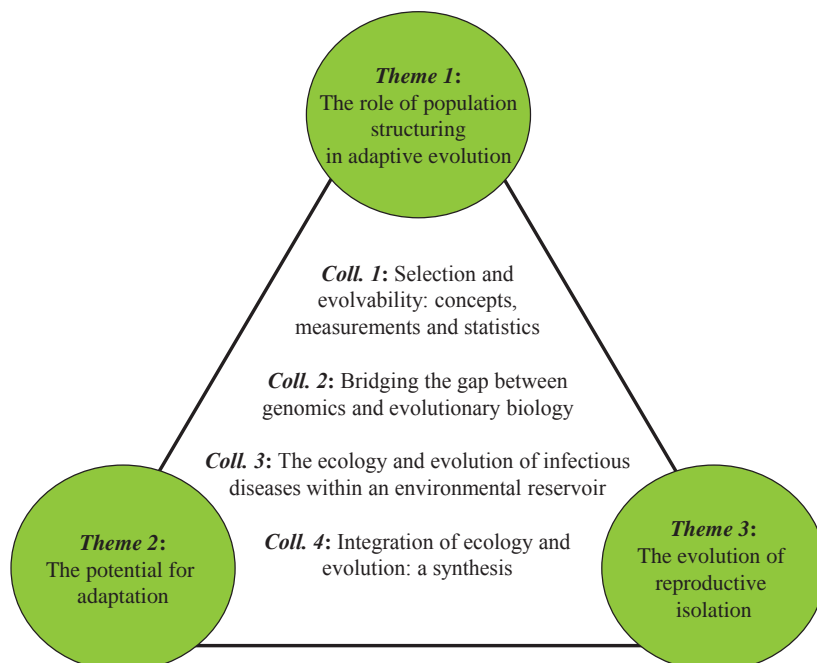 Theme 1:
The role of population
structuring
in adaptive evolution
Coll. 1: Selection and
evolvability: concepts,
measurements and statistics
Coll. 2: Bridging the gap between
genomics and evolutionary biology
Coll. 3: The ecology and evolution of infectious
diseases within an environmental reservoir
Coll. 4: Integration of ecology and
evolution: a synthesis
Theme 2:
The potential for
adaptation
Theme 3:
The evolution of
reproductive
isolation